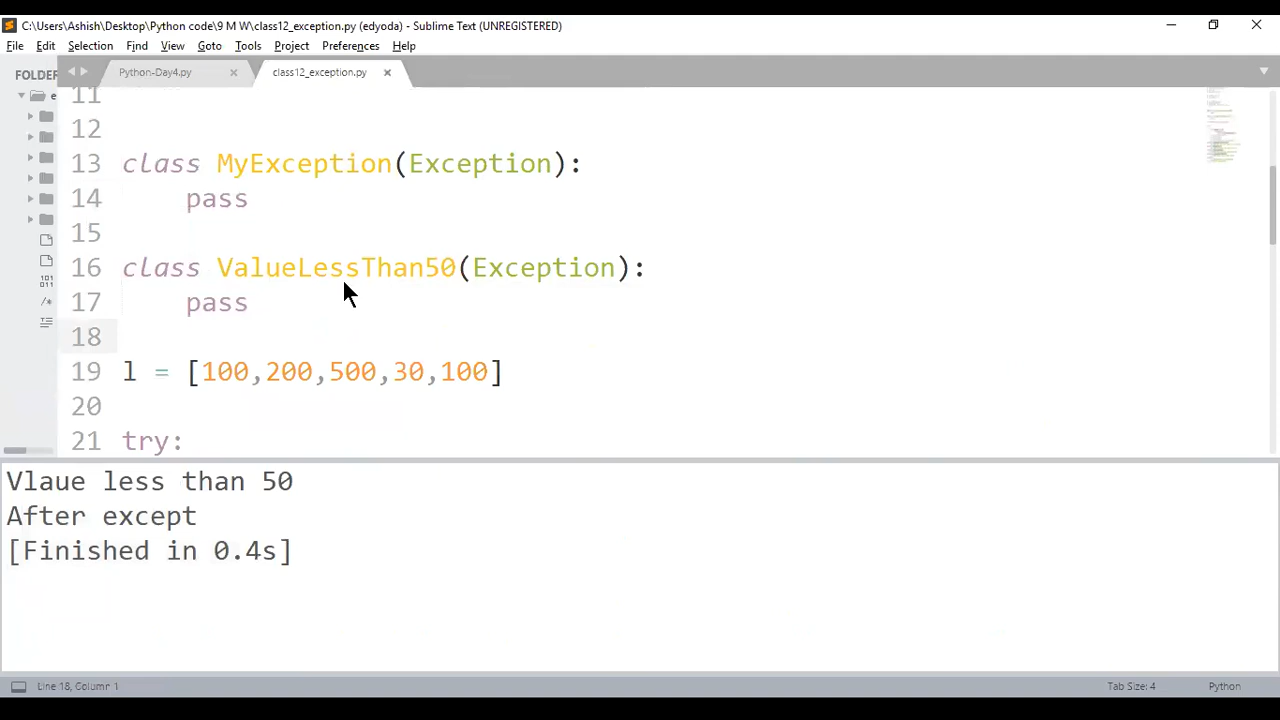 C:\Users\Ashish\Desktop\Python code\9 M W\class12_exception.py (edyoda) - Sublime Text (UNREGISTERED)
File Edit Selection Find View Goto Tools Project Preferences Help
FOLDER
Python-Day4.py
class12_exception.py
e
11
12
13 class MyException(Exception):
14     pass
15
16 class ValueLessThan50(Exception):
17     pass
18
19 l = [100,200,500,30,100]
20
21 try:
Vlaue less than 50
After except
[Finished in 0.4s]
Line 18, Column 1
Tab Size: 4
Python